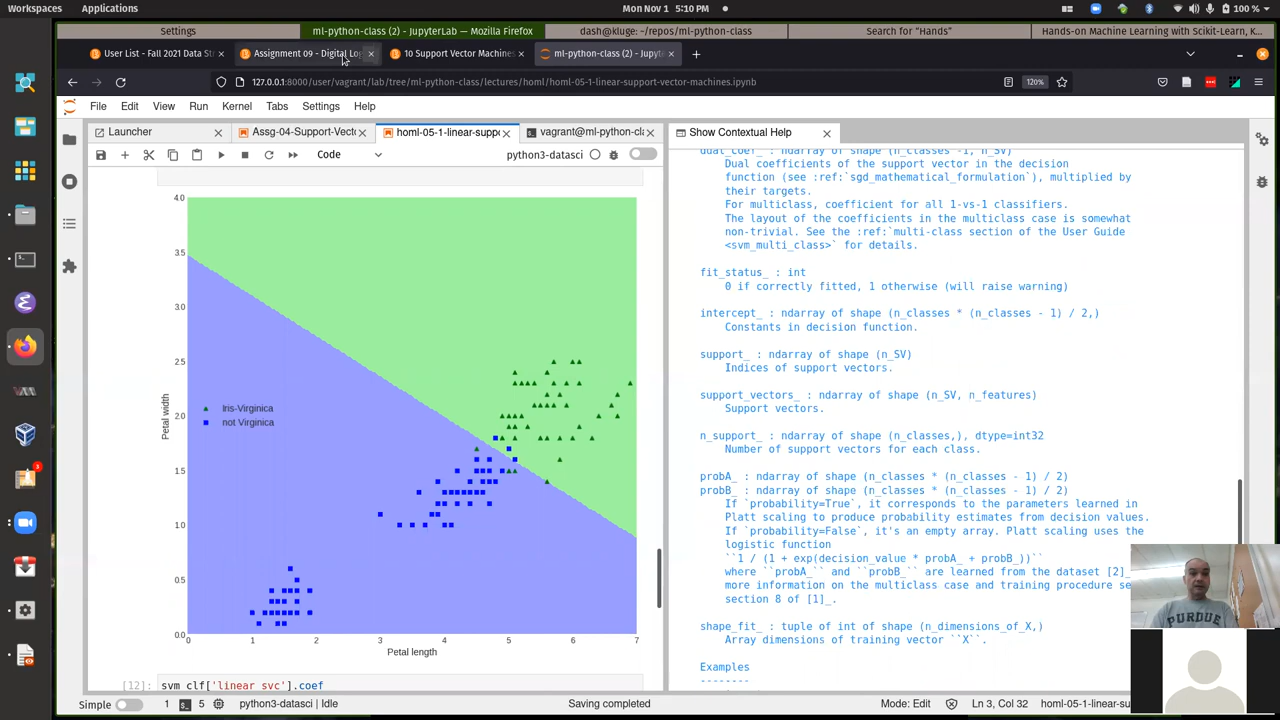 Workspaces
Applications
Mon Nov 1 5:10 PM
100 %
Settings
ml-python-class (2) - JupyterLab — Mozilla Firefox
dash@kluge: ~/repos/ml-python-class
Search for "Hands"
Hands-on Machine Learning with Scikit-Learn, K...
User List - Fall 2021 Data St
Assignment 09 - Digital Lo
10 Support Vector Machines
ml-python-class (2) - Jupyte
127.0.0.1:8000/user/vagrant/lab/tree/ml-python-class/lectures/homl/homl-05-1-linear-support-vector-machines.ipynb
120%
File
Edit
View
Run
Kernel
Tabs
Settings
Help
Launcher
Assg-04-Support-Vect
homl-05-1-linear-suppo
vagrant@ml-python-cl
Show Contextual Help
Code
python3-datasci
4.0
3.5
3.0
2.5
2.0
1.5
1.0
0.5
0.0
Petal width
Iris-Virginica
not Virginica
1
2
3
4
5
6
7
Petal length
[12]: svm_clf['linear_svc'].coef_
dual_coef_ : ndarray of shape (n_classes -1, n_SV)
Dual coefficients of the support vector in the decision
function (see :ref:`sgd_mathematical_formulation`), multiplied by
their targets.
For multiclass, coefficient for all 1-vs-1 classifiers.
The layout of the coefficients in the multiclass case is somewhat
non-trivial. See the :ref:`multi-class section of the User Guide
<svm_multi_class>` for details.
fit_status_ : int
0 if correctly fitted, 1 otherwise (will raise warning)
intercept_ : ndarray of shape (n_classes * (n_classes - 1) / 2,)
Constants in decision function.
support_ : ndarray of shape (n_SV)
Indices of support vectors.
support_vectors_ : ndarray of shape (n_SV, n_features)
Support vectors.
n_support_ : ndarray of shape (n_classes,), dtype=int32
Number of support vectors for each class.
probA_ : ndarray of shape (n_classes * (n_classes - 1) / 2)
probB_ : ndarray of shape (n_classes * (n_classes - 1) / 2)
If `probability=True`, it corresponds to the parameters learned in
Platt scaling to produce probability estimates from decision values.
If `probability=False`, it's an empty array. Platt scaling uses the
logistic function
``1 / (1 + exp(decision_value * probA_ + probB_))``
where ``probA_`` and ``probB_`` are learned from the dataset [2]_
more information on the multiclass case and training procedure se
section 8 of [1]_.
shape_fit_ : tuple of int of shape (n_dimensions_of_X,)
Array dimensions of training vector ``X``.
Examples
--------
PURDUE
Simple
1
5
python3-datasci | Idle
Saving completed
Mode: Edit
Ln 3, Col 32
homl-05-1-linear-su